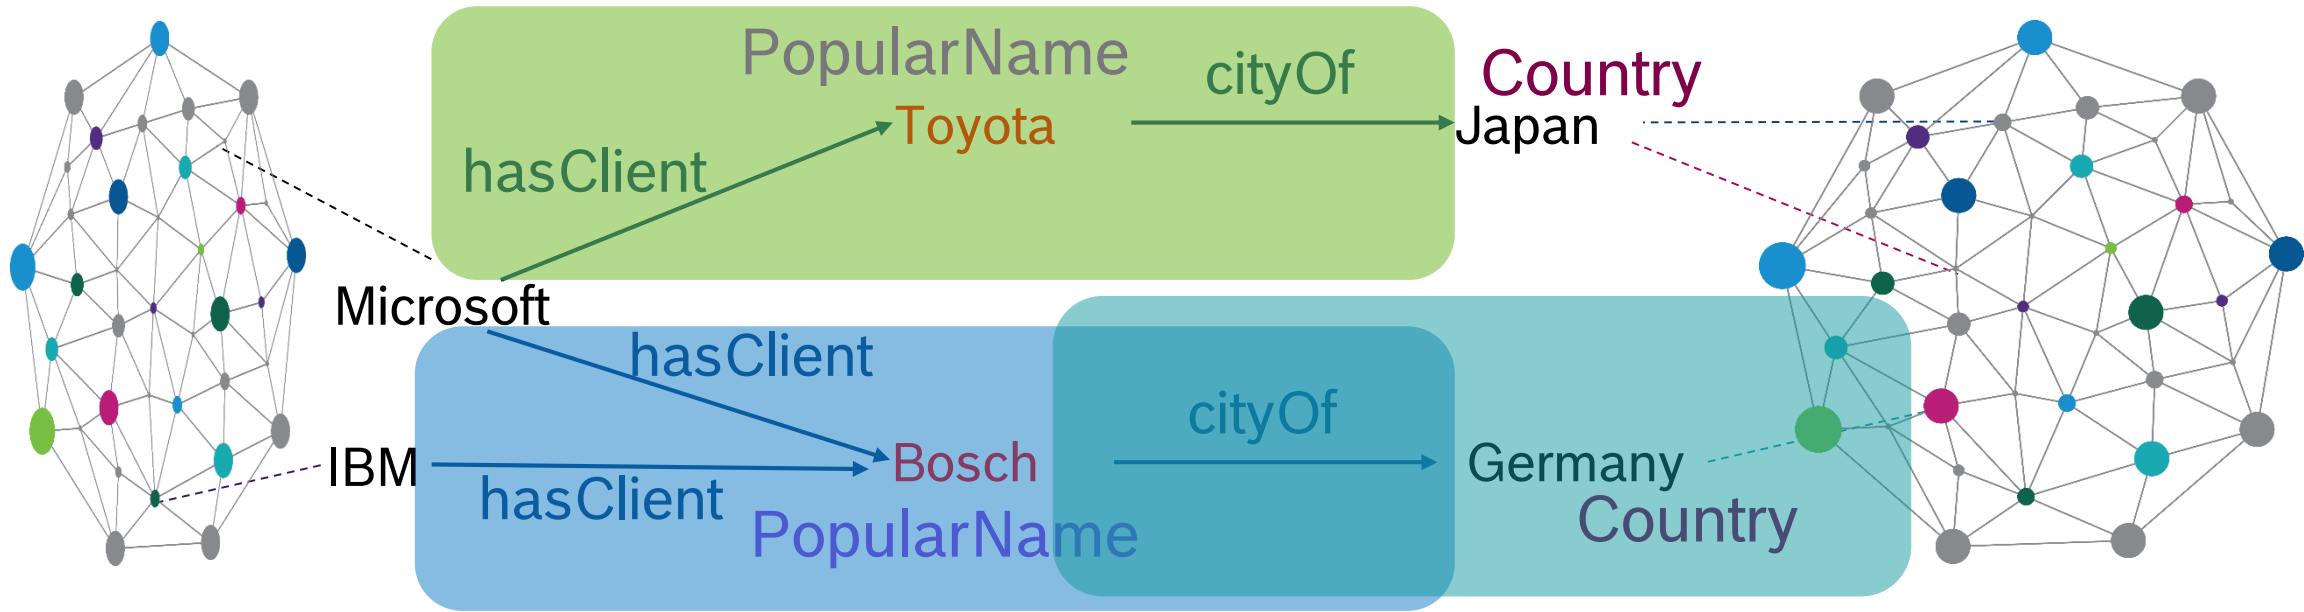 PopularName
cityOf
Country
Toyota
Japan
hasClient
Microsoft
hasClient
cityOf
IBM
Bosch
Germany
hasClient
PopularName
Country